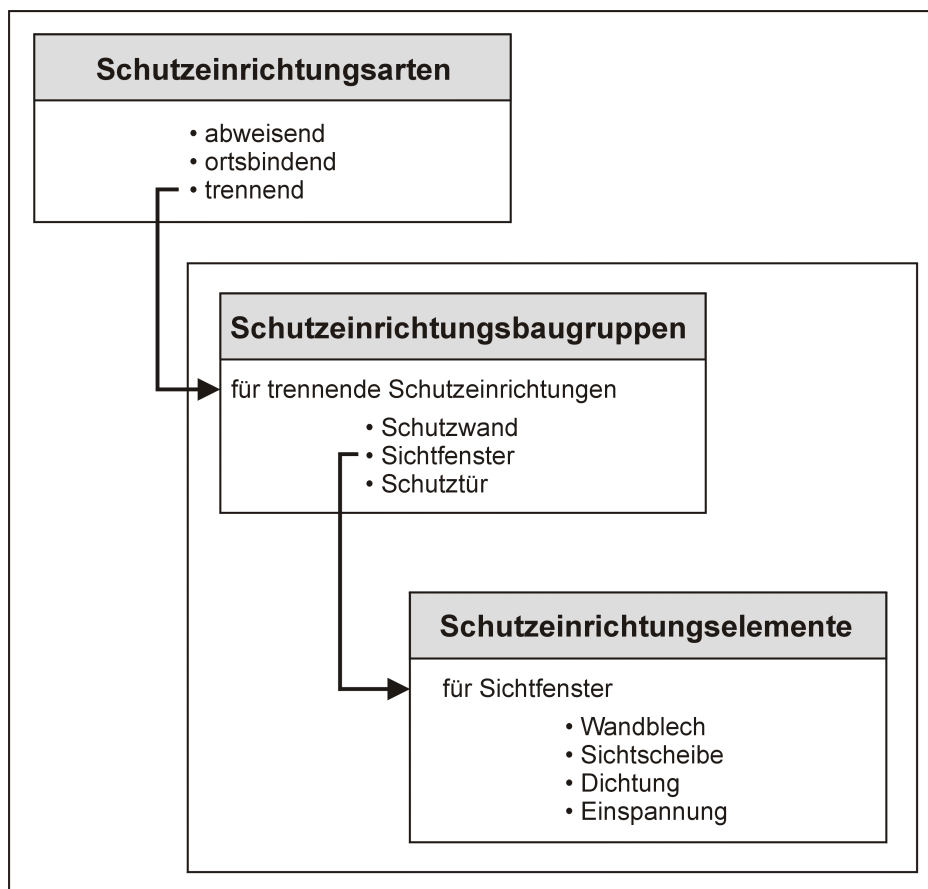 Schutzeinrichtungsarten
• abweisend
• ortsbindend
• trennend
Schutzeinrichtungsbaugruppen
für trennende Schutzeinrichtungen
• Schutzwand
• Sichtfenster
• Schutztür
Schutzeinrichtungselemente
für Sichtfenster
• Wandblech
• Sichtscheibe
• Dichtung
• Einspannung